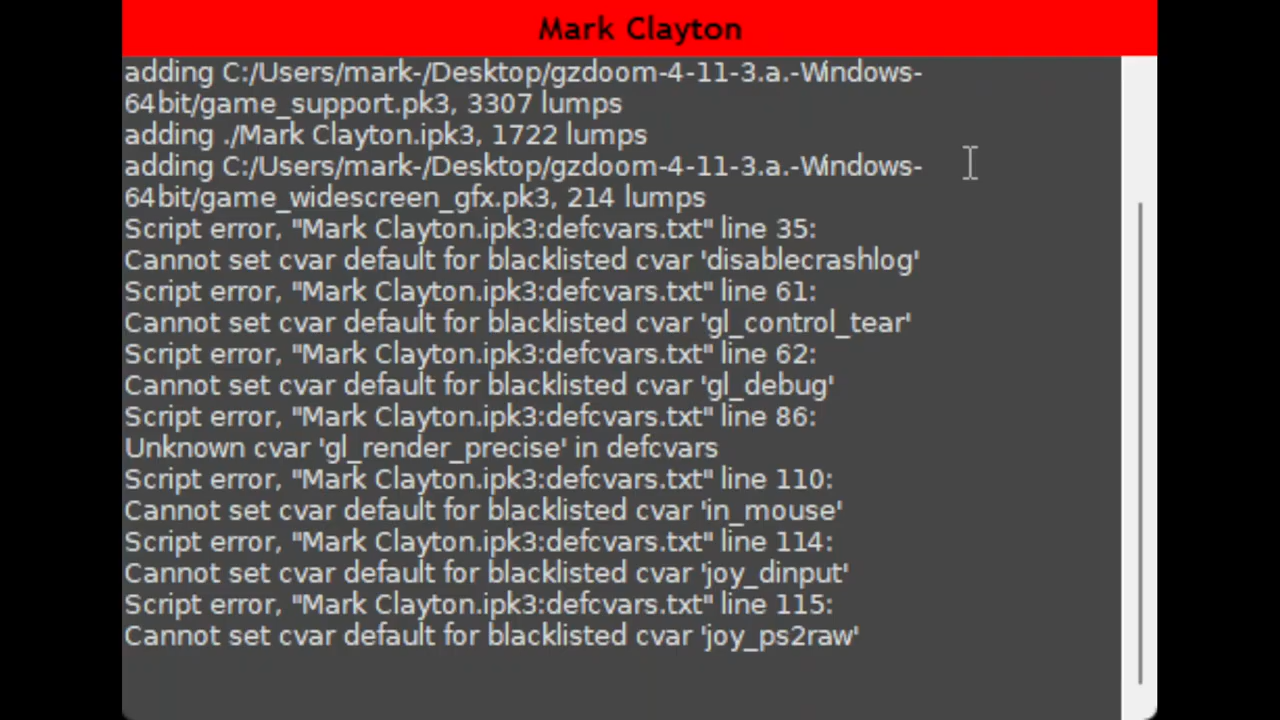 Mark Clayton
adding C:/Users/mark-/Desktop/gzdoom-4-11-3.a.-Windows-
64bit/game_support.pk3, 3307 lumps
adding ./Mark Clayton.ipk3, 1722 lumps
adding C:/Users/mark-/Desktop/gzdoom-4-11-3.a.-Windows-
64bit/game_widescreen_gfx.pk3, 214 lumps
Script error, "Mark Clayton.ipk3:defcvars.txt" line 35:
Cannot set cvar default for blacklisted cvar 'disablecrashlog'
Script error, "Mark Clayton.ipk3:defcvars.txt" line 61:
Cannot set cvar default for blacklisted cvar 'gl_control_tear'
Script error, "Mark Clayton.ipk3:defcvars.txt" line 62:
Cannot set cvar default for blacklisted cvar 'gl_debug'
Script error, "Mark Clayton.ipk3:defcvars.txt" line 86:
Unknown cvar 'gl_render_precise' in defcvars
Script error, "Mark Clayton.ipk3:defcvars.txt" line 110:
Cannot set cvar default for blacklisted cvar 'in_mouse'
Script error, "Mark Clayton.ipk3:defcvars.txt" line 114:
Cannot set cvar default for blacklisted cvar 'joy_dinput'
Script error, "Mark Clayton.ipk3:defcvars.txt" line 115:
Cannot set cvar default for blacklisted cvar 'joy_ps2raw'